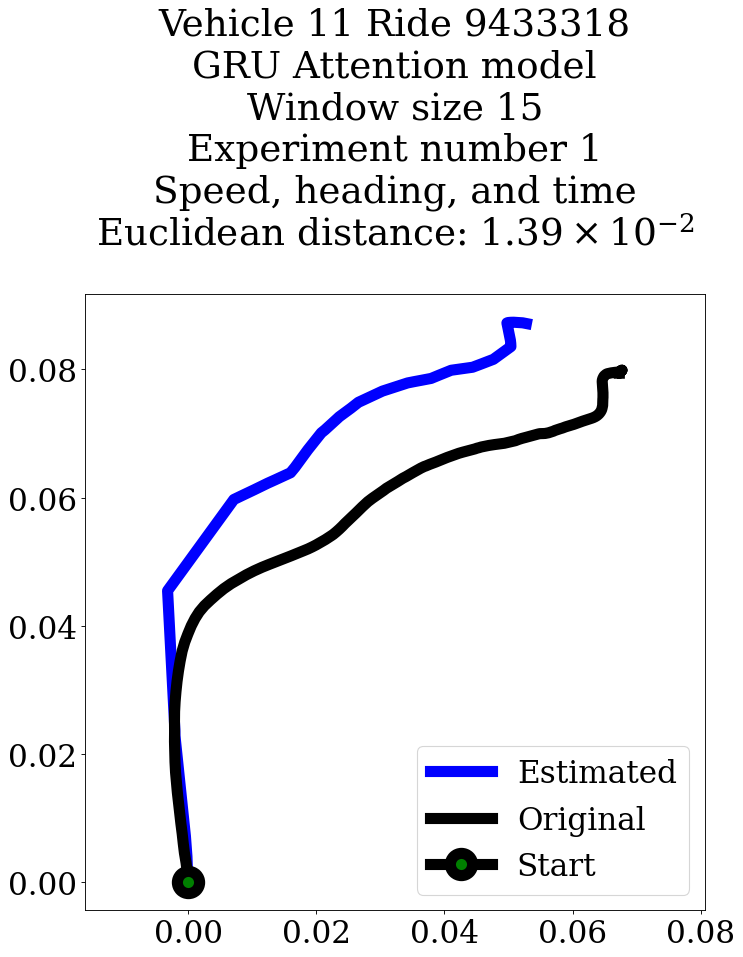 Vehicle 11 Ride 9433318
GRU Attention model
Window size 15
Experiment number 1
Speed, heading, and time
Euclidean distance: 1.39 × 10⁻²
0.08
0.06
0.04
0.02
0.00
Estimated
Original
Start
0.00 0.02 0.04 0.06 0.08